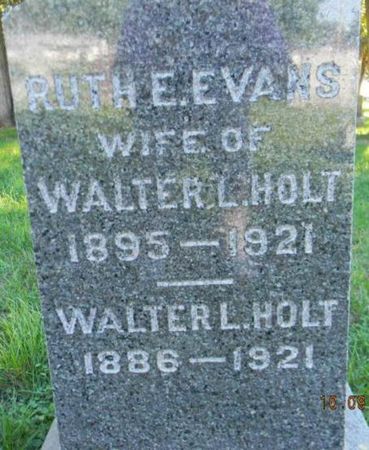 RUTH E. EVANS
WIFE OF
WALTER L. HOLT
1895 — 1921
WALTER L. HOLT
1886 — 1921
10.09